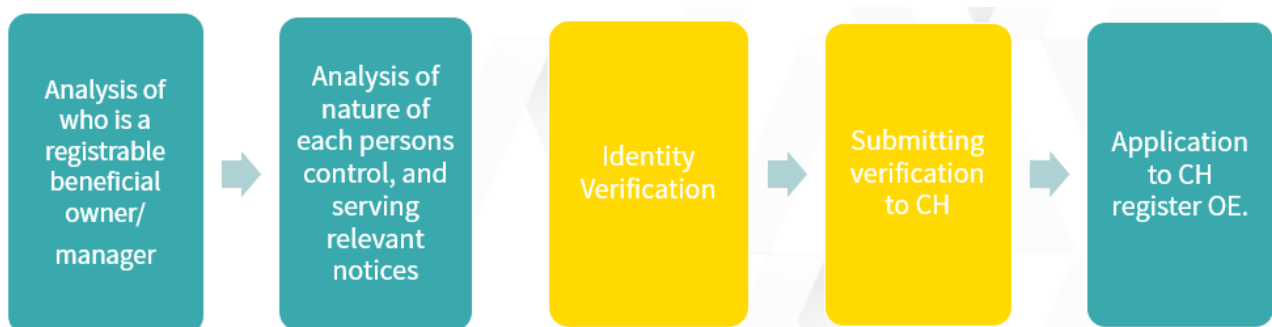 Analysis of
who is a
registrable
beneficial
owner/
manager
Analysis of
nature of
each persons
control, and
serving
relevant
notices
Identity
Verification
Submitting
verification
to CH
Application
to CH
register OE.